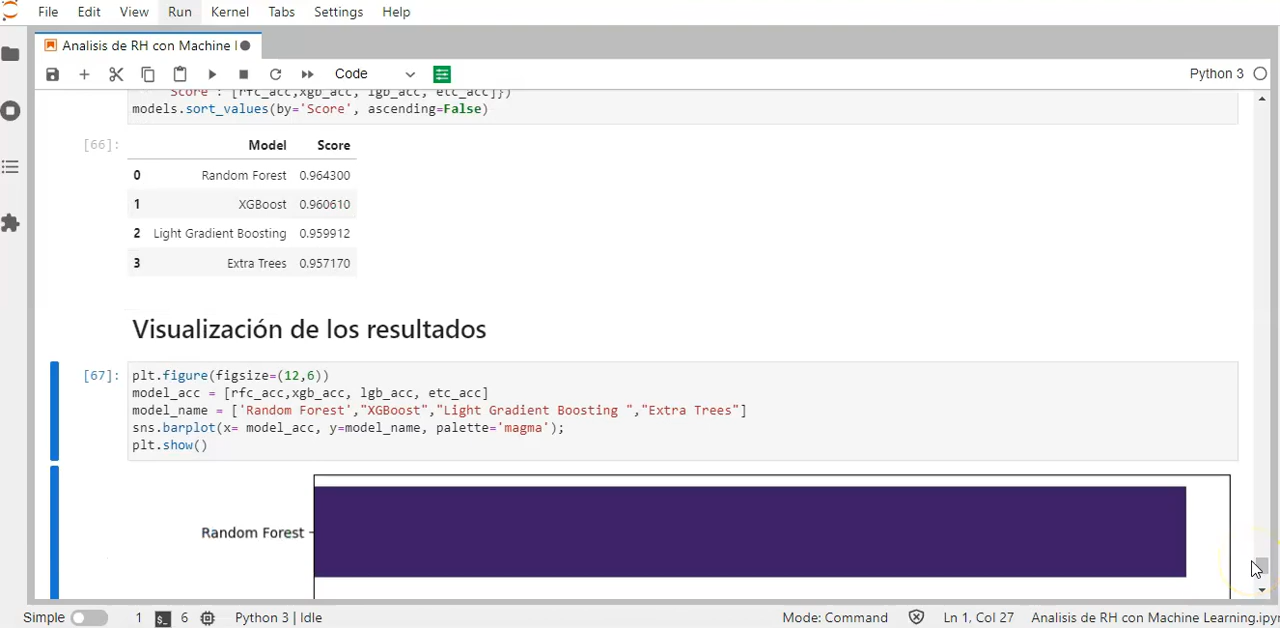 File Edit View Run Kernel Tabs Settings Help
Analisis de RH con Machine
Code Python 3
'Score': [rfc_acc,xgb_acc, lgb_acc, etc_acc]})
models.sort_values(by='Score', ascending=False)
[66]: Model Score
0 Random Forest 0.964300
1 XGBoost 0.960610
2 Light Gradient Boosting 0.959912
3 Extra Trees 0.957170
Visualización de los resultados
[67]: plt.figure(figsize=(12,6))
model_acc = [rfc_acc,xgb_acc, lgb_acc, etc_acc]
model_name = ['Random Forest',"XGBoost","Light Gradient Boosting ","Extra Trees"]
sns.barplot(x= model_acc, y=model_name, palette='magma');
plt.show()
Random Forest
Simple 1 $_ 6 Python 3 | Idle Mode: Command Ln 1, Col 27 Analisis de RH con Machine Learning.ipy